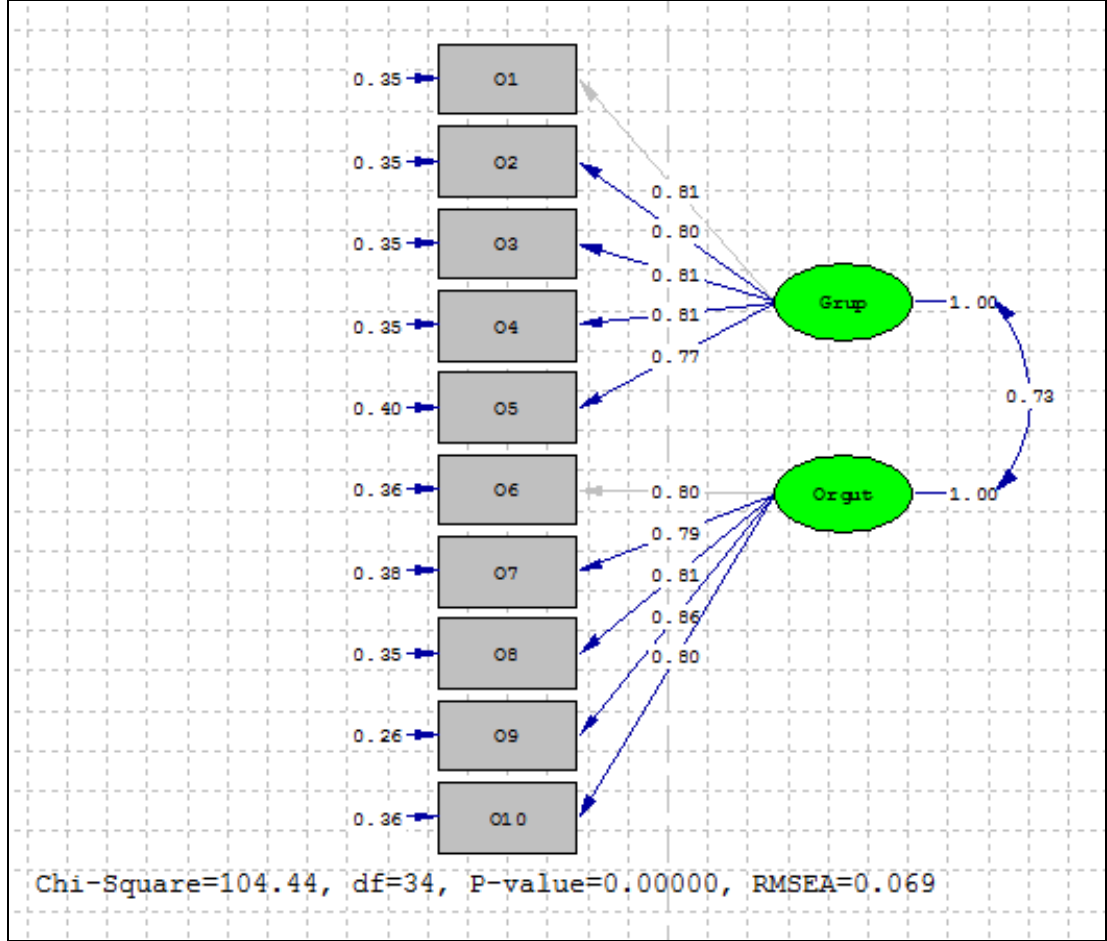 0.35 O1
0.81
0.35 O2
0.80
0.35 O3
0.81
Grup 1.00
0.35 O4
0.81
0.77
0.40 O5
0.73
0.36 O6
0.80
Orgut 1.00
0.79
0.38 O7
0.81
0.86
0.35 O8
0.80
0.26 O9
0.36 O10
Chi-Square=104.44, df=34, P-value=0.00000, RMSEA=0.069